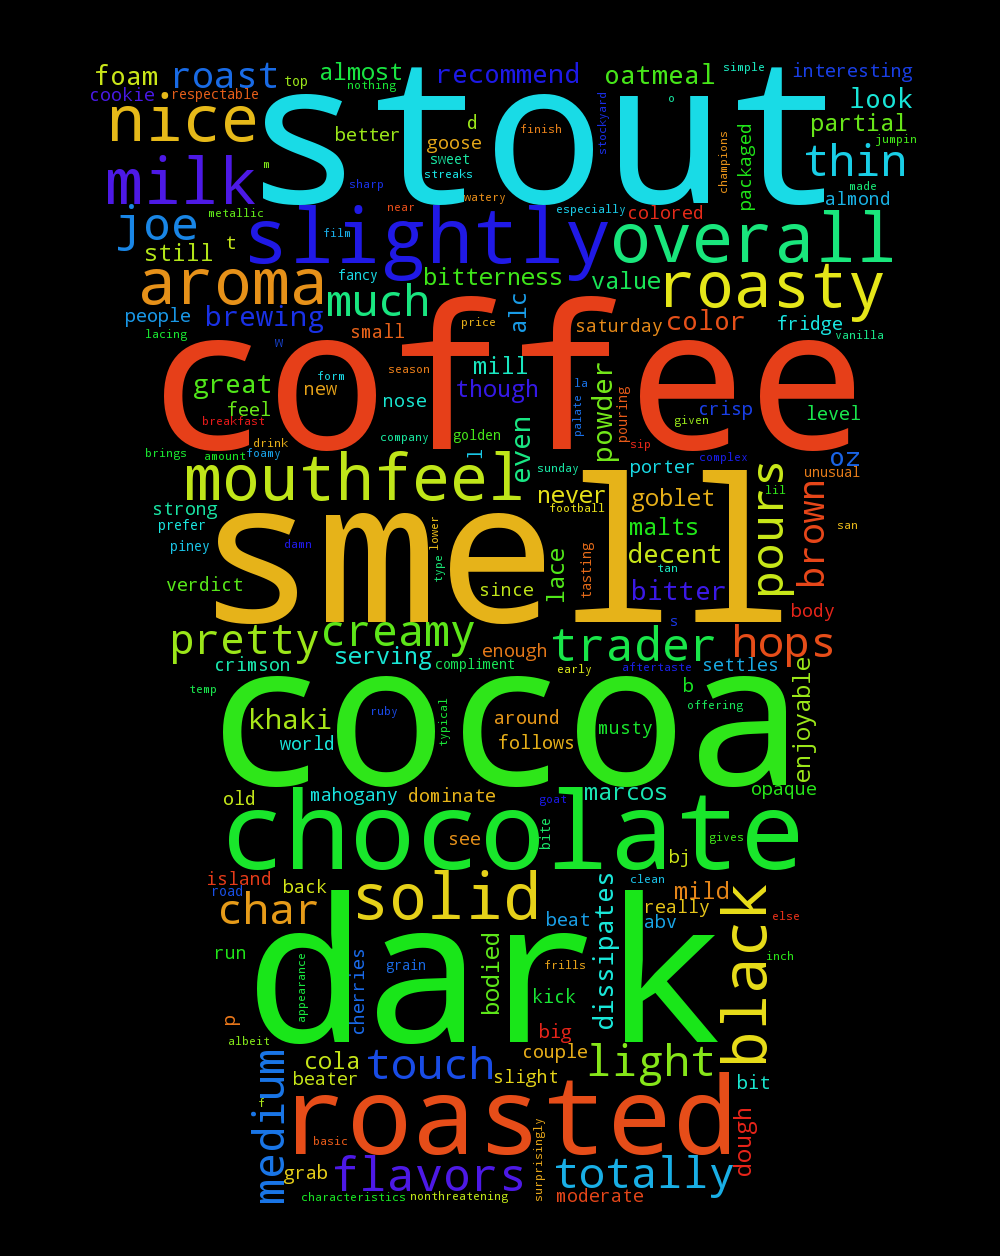 foam roast top almost nothing recommend oatmeal simple interesting
cookie respectable stout o look
nice better d goose finish stockyard partial
sweet streaks champions packaged jumpin
milk m sharp watery thin made almond
joe metallic near especially colored
still t film slightly overall
aroma fancy bitterness value roasty
people brewing much small price alc saturday color fridge vanilla
lacing w coffee
great form season mill though la powder pouring crisp level
feel new nose palate given
breakfast company golden even sip
brings amount foamy drink l sunday porter complex oz unusual
mouthfeel never goblet pours lil brown
strong football san
prefer smell malts
piney damn lower type decent
verdict since lace tasting tan bitter body
s
pretty creamy enough trader hops
crimson serving compliment early aftertaste settles
temp cocoa b offering enjoyable
khaki ruby typical around musty
world follows
old mahogany dominate goat marcos opaque
chocolate see bite gives
bj
island back solid clean mild black
road char dissipates really else
beat abv
run appearance cherries grain dark bodied frills inch
kick
p big
albeit cola touch couple light
medium beater slight bit
f roasted
basic surprisingly dough
grab flavors totally
characteristics nonthreatening moderate